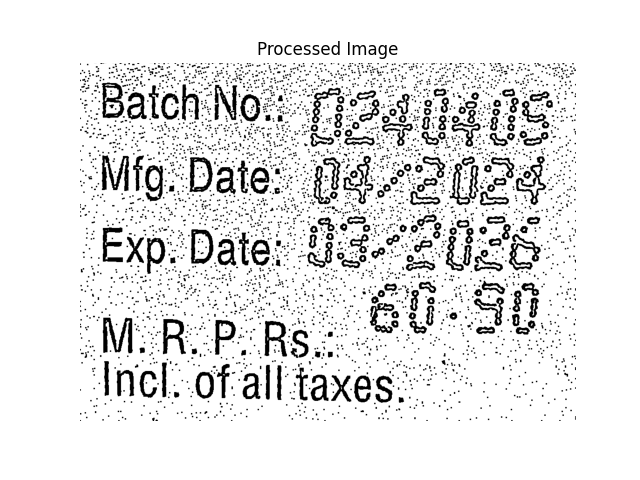 Processed Image
Batch No.: 0240405
Mfg. Date: 04/2024
Exp. Date: 03/2026
60.50
M. R. P. Rs.:
Incl. of all taxes.